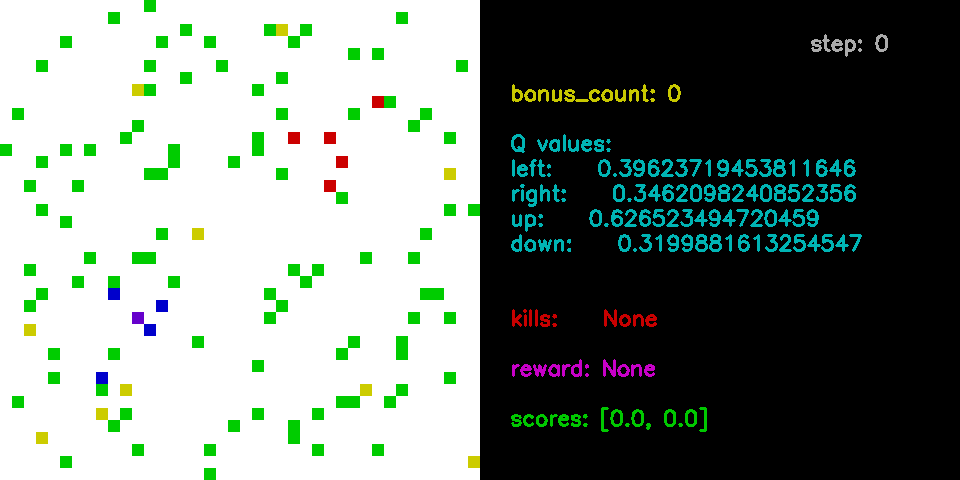 step: 0
bonus_count: 0
Q values:
left: 0.39623719453811646
right: 0.3462098240852356
up: 0.626523494720459
down: 0.3199881613254547
kills: None
reward: None
scores: [0.0, 0.0]